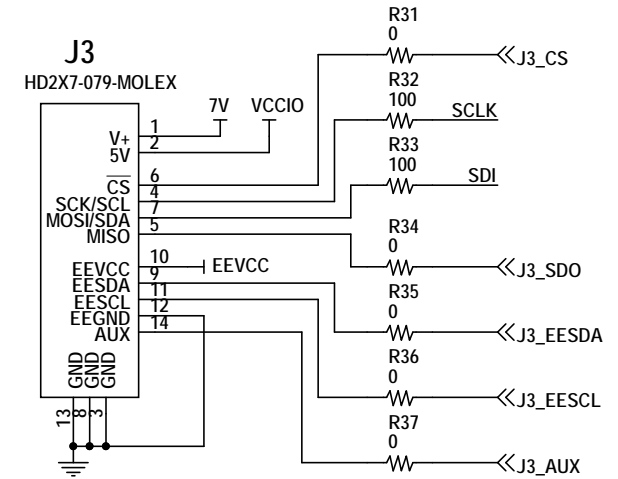 J3
HD2X7-079-MOLEX
7V VCCIO
V+ 1
5V 2
CS 6
SCK/SCL 4
MOSI/SDA 7
MISO 5
EEVCC 10 EEVCC
EESDA 9
EESCL 11
EEGND 12
AUX 14
GND GND GND
13 8 3
R31
0
J3_CS
R32
100
SCLK
R33
100
SDI
R34
0
J3_SDO
R35
0
J3_EESDA
R36
0
J3_EESCL
R37
0
J3_AUX